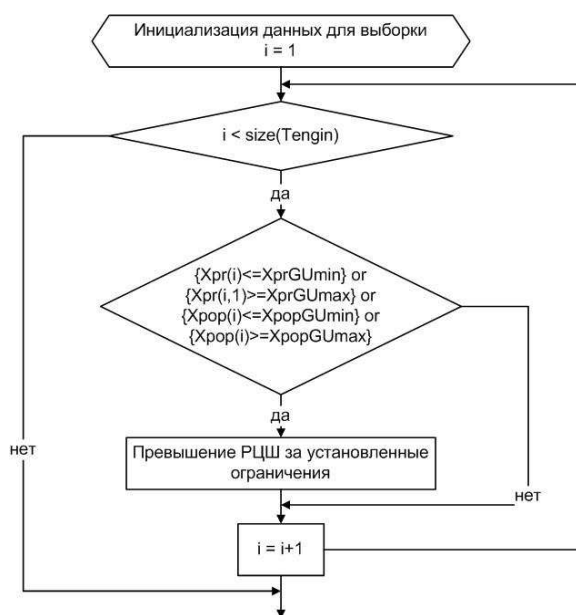 Инициализация данных для выборки
i = 1
i < size(Tengin)
да
{Xpr(i)<=XprGUmin} or
{Xpr(i,1)>=XprGUmax} or
{Xpop(i)<=XpopGUmin} or
{Xpop(i)>=XpopGUmax}
да
нет
Превышение РЦШ за установленные
ограничения
нет
i = i+1